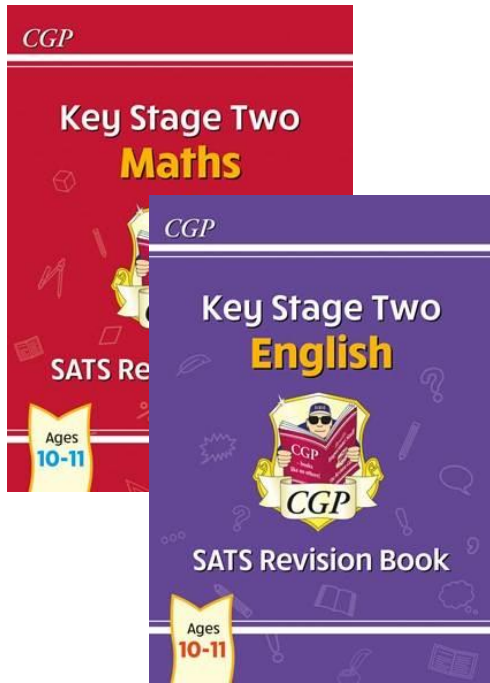 CGP
Key Stage Two
Maths
SATS Re
Ages
10-11
CGP
Key Stage Two
English
CGP
CGP
SATS Revision Book
Ages
10-11